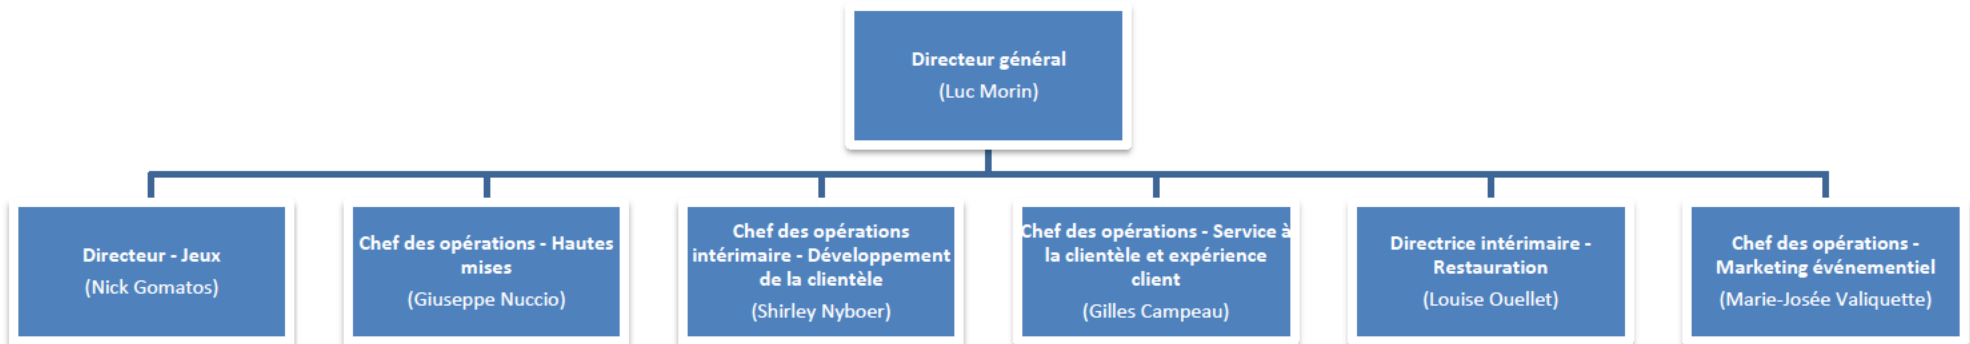 Directeur général
(Luc Morin)
Directeur - Jeux
(Nick Gomatos)
Chef des opérations - Hautes
mises
(Giuseppe Nuccio)
Chef des opérations
intérimaire - Développement
de la clientèle
(Shirley Nyboer)
Chef des opérations - Service à
la clientèle et expérience
client
(Gilles Campeau)
Directrice intérimaire -
Restauration
(Louise Ouellet)
Chef des opérations -
Marketing événementiel
(Marie-Josée Valiquette)